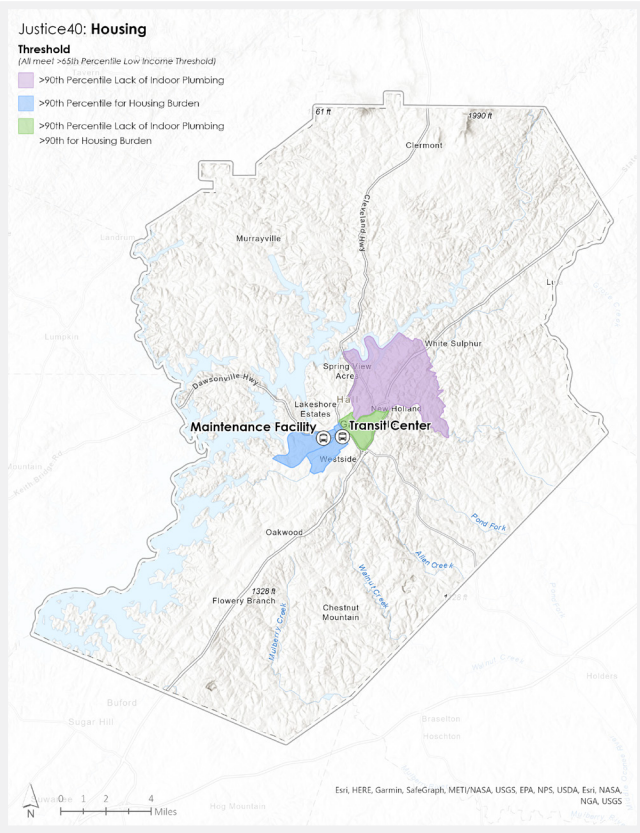 Justice40: Housing
Threshold
(All meet >65th Percentile Low Income Threshold)
>90th Percentile Lack of Indoor Plumbing
>90th Percentile for Housing Burden
>90th Percentile Lack of Indoor Plumbing
>90th for Housing Burden
61 ft
1990 ft
Clermont
Cleveland Hwy
Murrayville
Lumpkin
White Sulphur
Spring View
Acre
Dawsonville Hwy
Lakeshore
Estates
New Holland
Maintenance Facility
Transit Center
Westside
Pond Fork
Oakwood
Allen Creek
Walnut Creek
1328 ft
Flowery Branch
Chestnut
Mountain
Mulberry Creek
Buford
Sugar Hill
Braselton
Hoschton
Holders
Hog Mountain
N
0 1 2 4
Miles
Esri, HERE, Garmin, SafeGraph, METI/NASA, USGS, EPA, NPS, USDA, Esri, NASA,
NGA, USGS